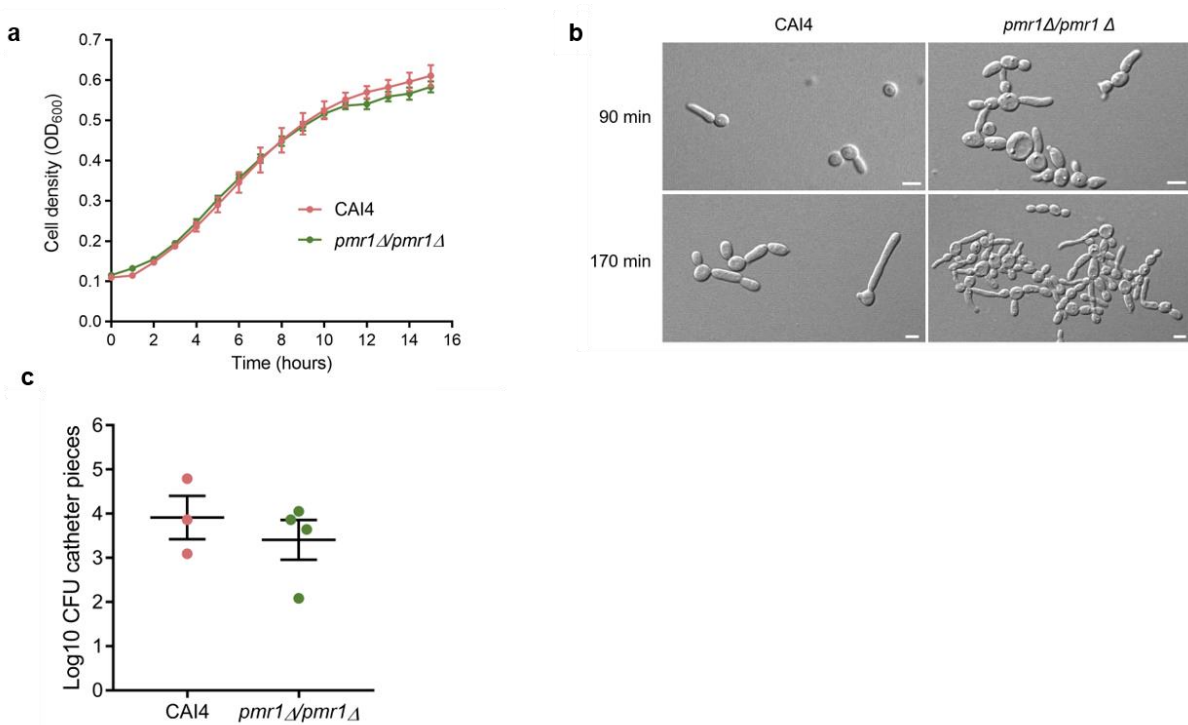 a
0.7
0.6
0.5
0.4
0.3
0.2
0.1
0.0
Cell density (OD600)
CAI4
pmr1Δ/pmr1Δ
0 2 4 6 8 10 12 14 16
Time (hours)
b
CAI4 pmr1Δ/pmr1 Δ
90 min
170 min
c
6
5
4
3
2
1
0
Log10 CFU catheter pieces
CAI4 pmr1Δ/pmr1Δ